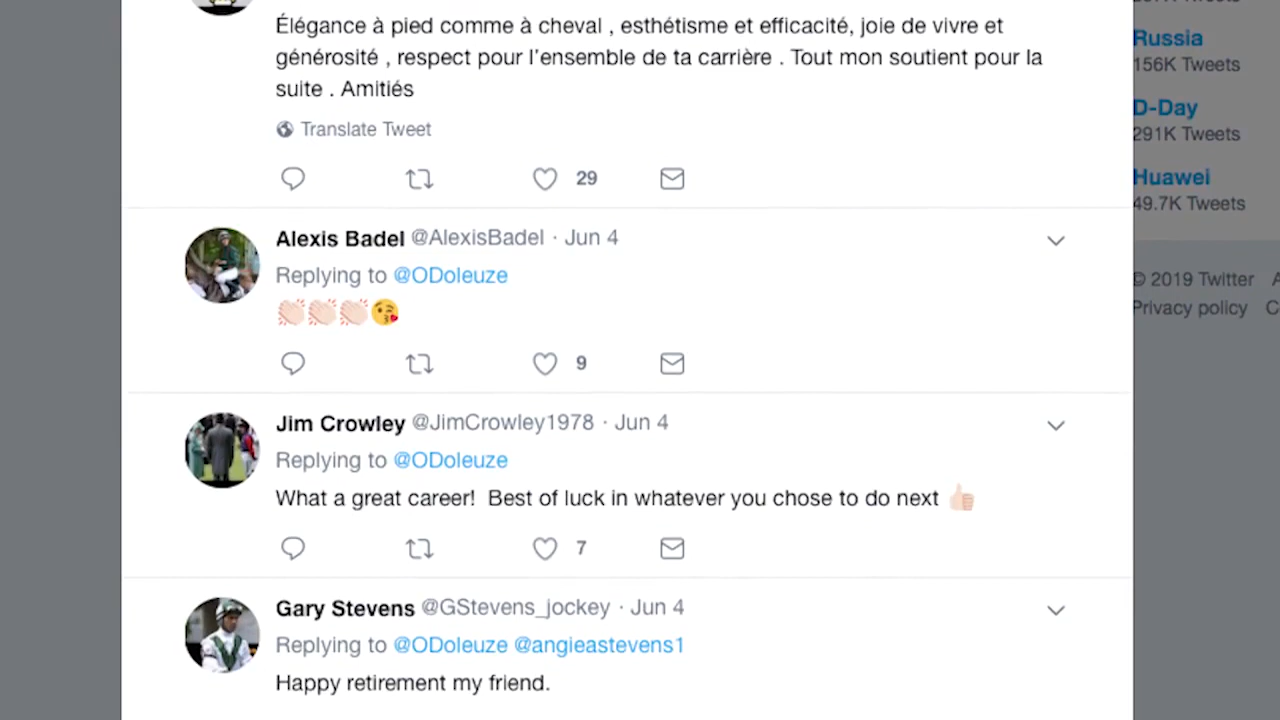 Élégance à pied comme à cheval , esthétisme et efficacité, joie de vivre et
générosité , respect pour l'ensemble de ta carrière . Tout mon soutient pour la
suite . Amitiés
Translate Tweet
29
Alexis Badel @AlexisBadel · Jun 4
Replying to @ODoleuze
👏🏻👏🏻👏🏻😘
9
Jim Crowley @JimCrowley1978 · Jun 4
Replying to @ODoleuze
What a great career!  Best of luck in whatever you chose to do next 👍🏻
7
Gary Stevens @GStevens_jockey · Jun 4
Replying to @ODoleuze @angieastevens1
Happy retirement my friend.
Russia
156K Tweets
D-Day
291K Tweets
Huawei
49.7K Tweets
© 2019 Twitter
Privacy policy